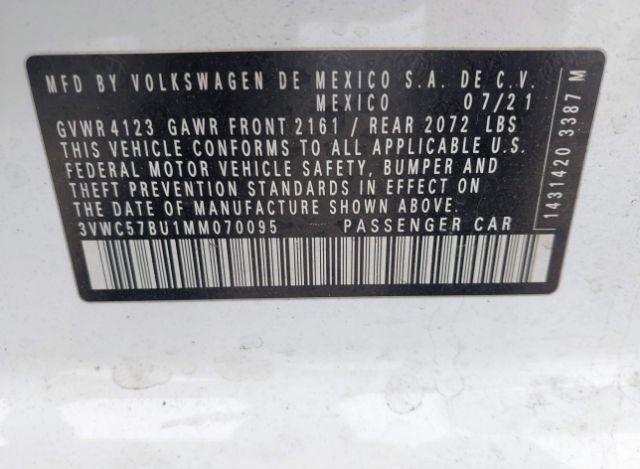 MFD BY VOLKSWAGEN DE MEXICO S.A. DE C.V.
MEXICO 07/21
GVWR 4123 GAWR FRONT 2161 / REAR 2072 LBS
THIS VEHICLE CONFORMS TO ALL APPLICABLE U.S.
FEDERAL MOTOR VEHICLE SAFETY, BUMPER AND
THEFT PREVENTION STANDARDS IN EFFECT ON
THE DATE OF MANUFACTURE SHOWN ABOVE.
3VWC57BU1MM070095 PASSENGER CAR
1431420 3387 M